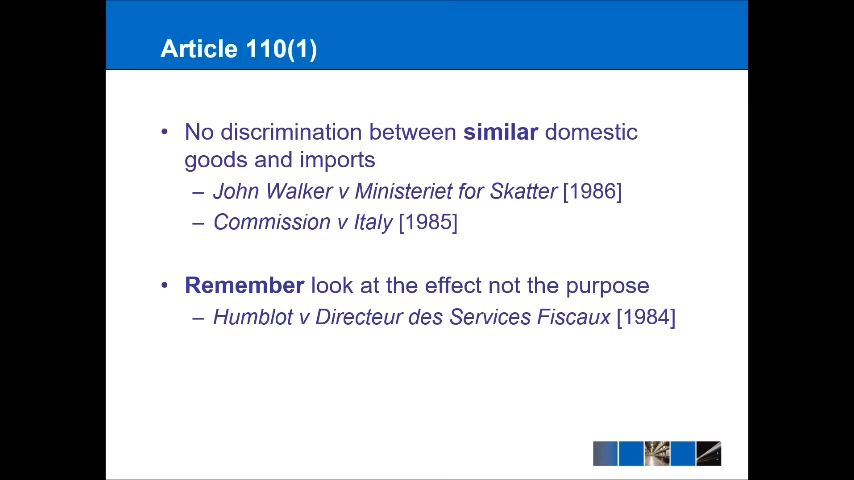 Article 110(1)
• No discrimination between similar domestic
goods and imports
– John Walker v Ministeriet for Skatter [1986]
– Commission v Italy [1985]
• Remember look at the effect not the purpose
– Humblot v Directeur des Services Fiscaux [1984]